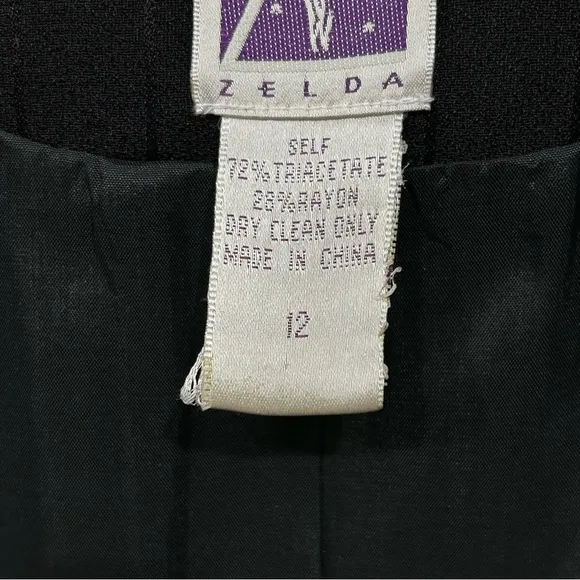 ZELDA
SELF
72%TRIACETATE
28%RAYON
DRY CLEAN ONLY
MADE IN CHINA
12